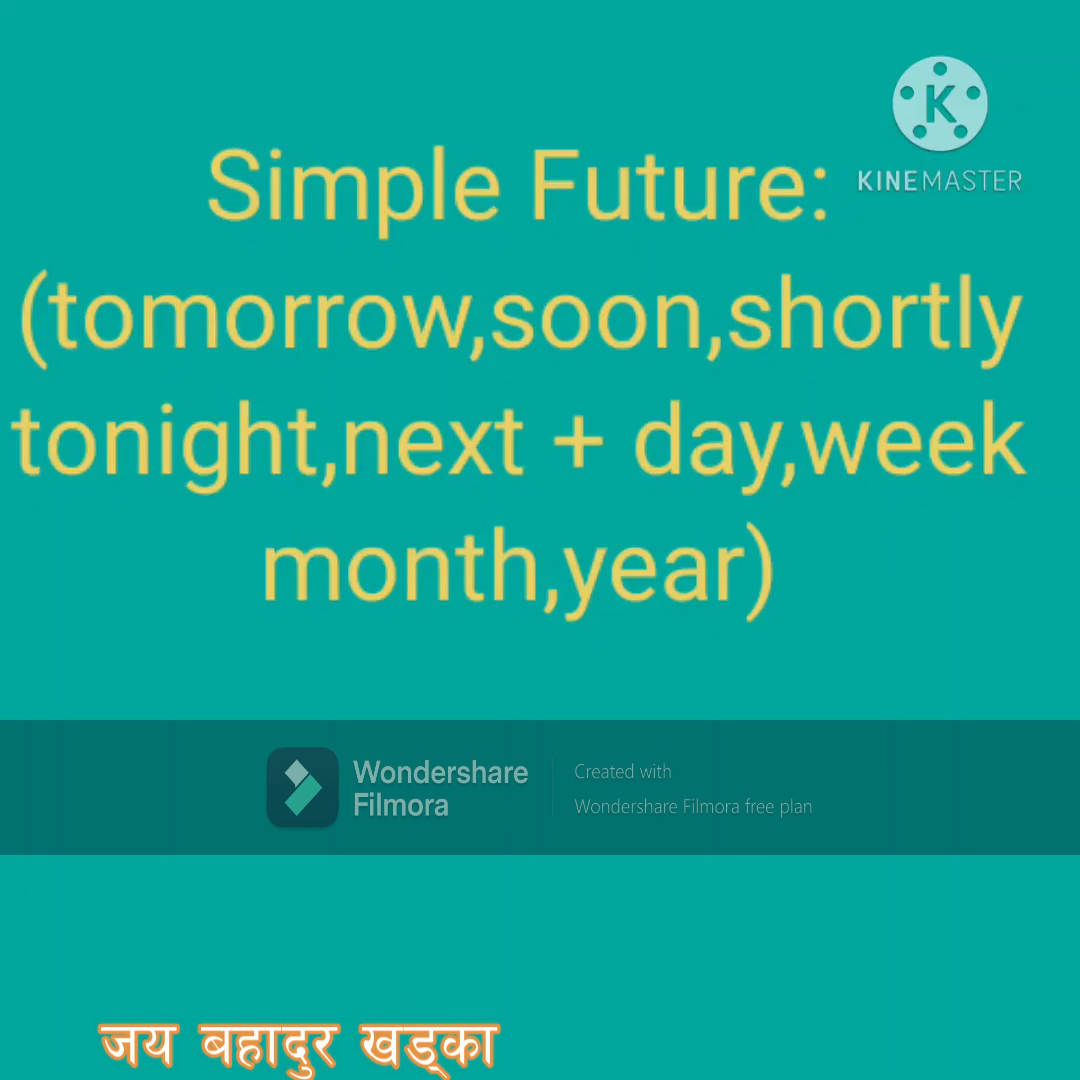 Simple Future:
KINEMASTER
(tomorrow,soon,shortly
tonight,next + day,week
month,year)
Wondershare
Filmora
Created with
Wondershare Filmora free plan
जय बहादुर खड्का